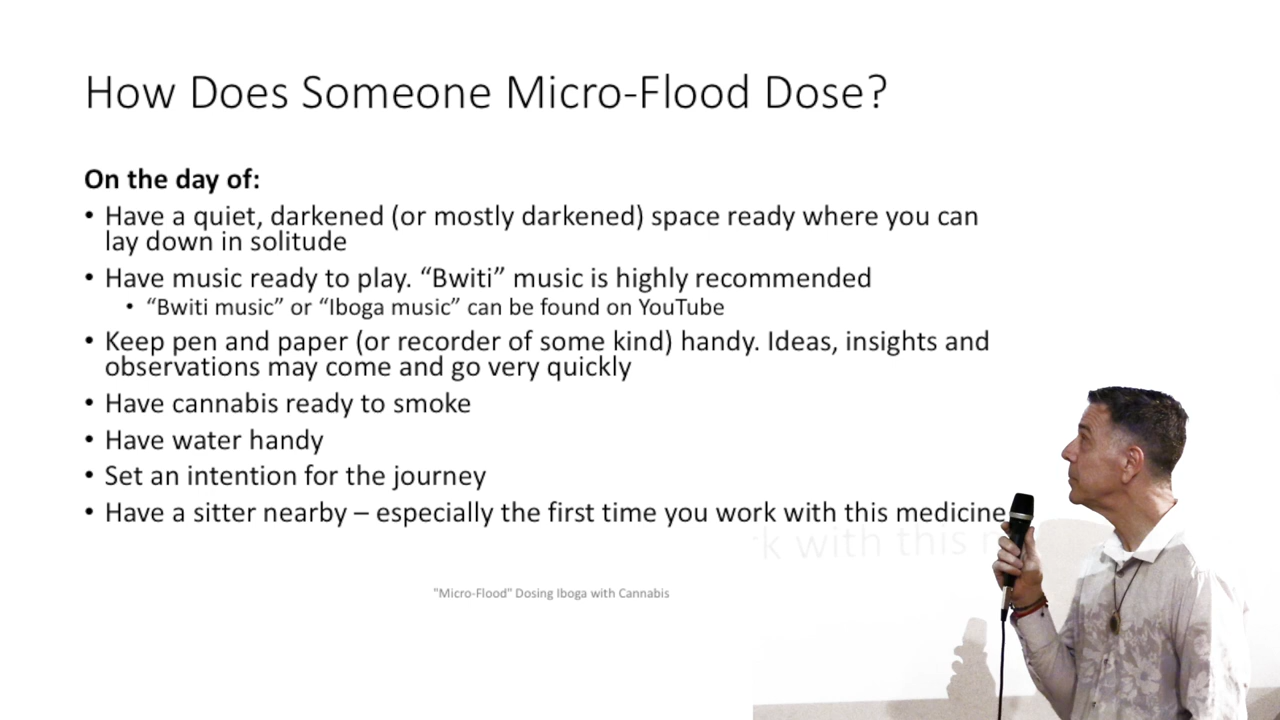 How Does Someone Micro-Flood Dose?
On the day of:
• Have a quiet, darkened (or mostly darkened) space ready where you can
lay down in solitude
• Have music ready to play. “Bwiti” music is highly recommended
• “Bwiti music” or “Iboga music” can be found on YouTube
• Keep pen and paper (or recorder of some kind) handy. Ideas, insights and
observations may come and go very quickly
• Have cannabis ready to smoke
• Have water handy
• Set an intention for the journey
• Have a sitter nearby – especially the first time you work with this medicine
k with this
"Micro-Flood" Dosing Iboga with Cannabis